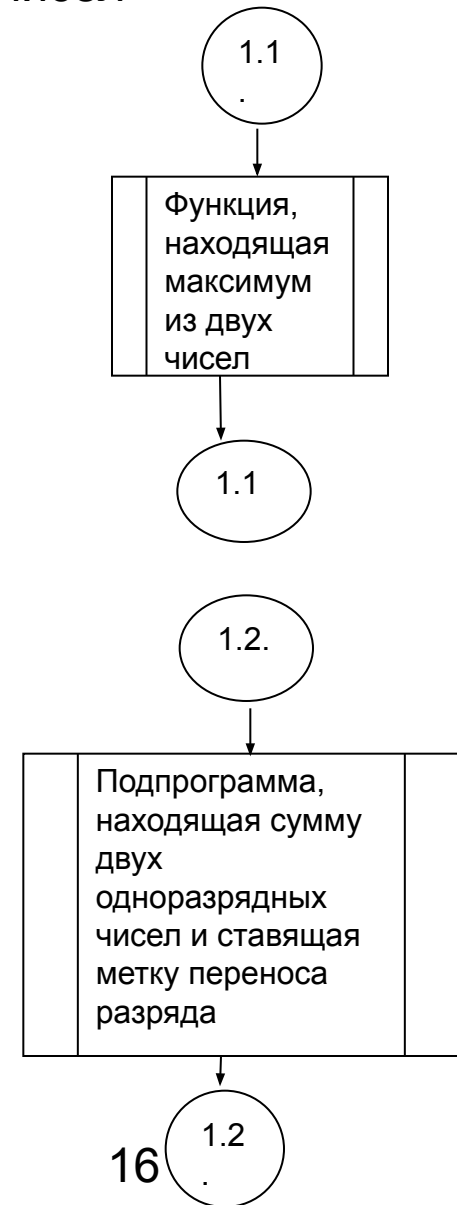 1.1
.
Функция,
находящая
максимум
из двух
чисел
1.1
1.2.
Подпрограмма,
находящая сумму
двух
одноразрядных
чисел и ставящая
метку переноса
разряда
1.2
.
16